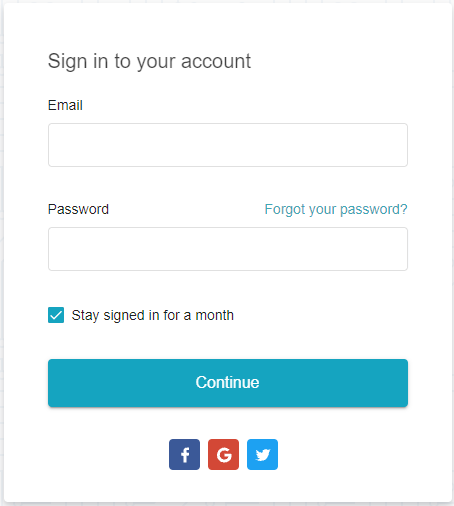 Sign in to your account
Email
Password Forgot your password?
Stay signed in for a month
Continue